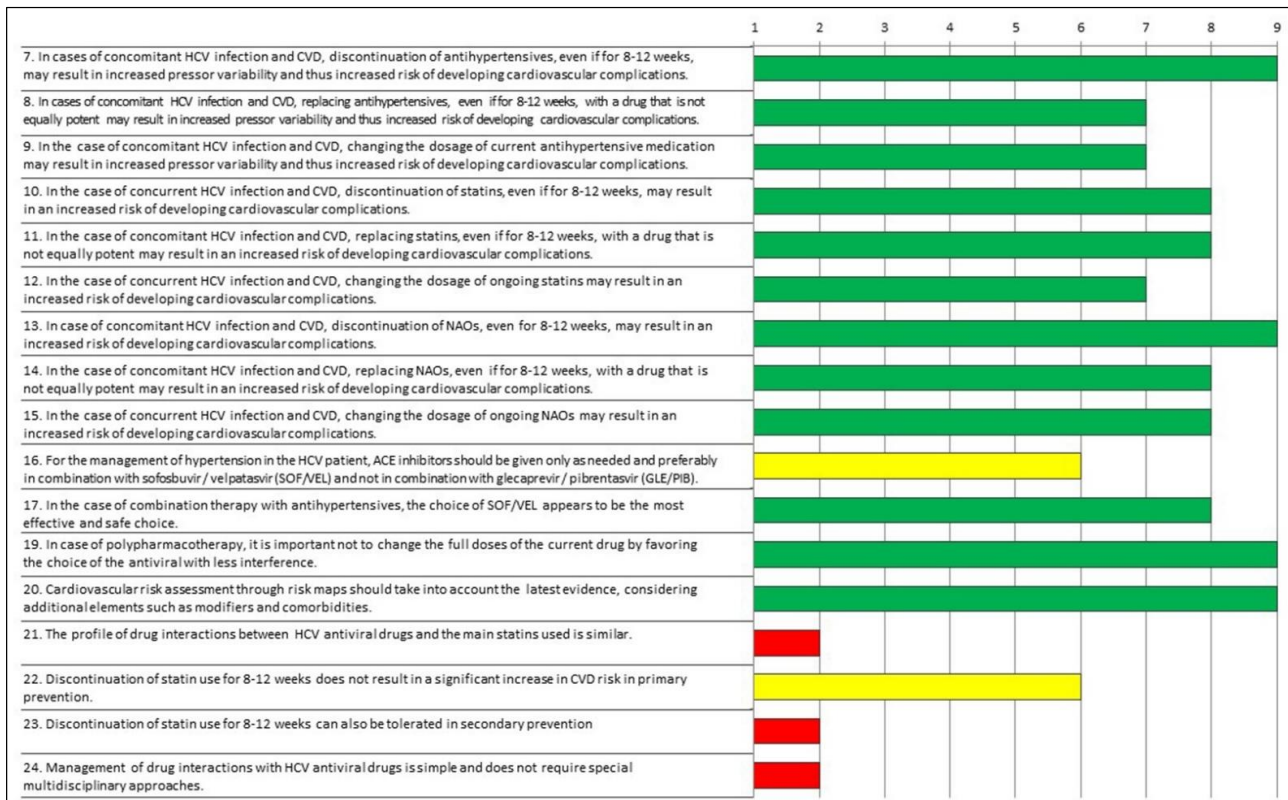 1 2 3 4 5 6 7 8 9
7. In cases of concomitant HCV infection and CVD, discontinuation of antihypertensives, even if for 8-12 weeks,
may result in increased pressor variability and thus increased risk of developing cardiovascular complications.
8. In cases of concomitant HCV infection and CVD, replacing antihypertensives, even if for 8-12 weeks, with a drug that is not
equally potent may result in increased pressor variability and thus increased risk of developing cardiovascular complications.
9. In the case of concomitant HCV infection and CVD, changing the dosage of current antihypertensive medication
may result in increased pressor variability and thus increased risk of developing cardiovascular complications.
10. In the case of concurrent HCV infection and CVD, discontinuation of statins, even if for 8-12 weeks, may result
in an increased risk of developing cardiovascular complications.
11. In the case of concomitant HCV infection and CVD, replacing statins, even if for 8-12 weeks, with a drug that is
not equally potent may result in an increased risk of developing cardiovascular complications.
12. In the case of concurrent HCV infection and CVD, changing the dosage of ongoing statins may result in an
increased risk of developing cardiovascular complications.
13. In case of concomitant HCV infection and CVD, discontinuation of NAOs, even for 8-12 weeks, may result in an
increased risk of developing cardiovascular complications.
14. In the case of concomitant HCV infection and CVD, replacing NAOs, even if for 8-12 weeks, with a drug that is
not equally potent may result in an increased risk of developing cardiovascular complications.
15. In the case of concurrent HCV infection and CVD, changing the dosage of ongoing NAOs may result in an
increased risk of developing cardiovascular complications.
16. For the management of hypertension in the HCV patient, ACE inhibitors should be given only as needed and preferably
in combination with sofosbuvir / velpatasvir (SOF/VEL) and not in combination with glecaprevir / pibrentasvir (GLE/PIB).
17. In the case of combination therapy with antihypertensives, the choice of SOF/VEL appears to be the most
effective and safe choice.
19. In case of polypharmacotherapy, it is important not to change the full doses of the current drug by favoring
the choice of the antiviral with less interference.
20. Cardiovascular risk assessment through risk maps should take into account the latest evidence, considering
additional elements such as modifiers and comorbidities.
21. The profile of drug interactions between HCV antiviral drugs and the main statins used is similar.
22. Discontinuation of statin use for 8-12 weeks does not result in a significant increase in CVD risk in primary
prevention.
23. Discontinuation of statin use for 8-12 weeks can also be tolerated in secondary prevention
24. Management of drug interactions with HCV antiviral drugs is simple and does not require special
multidisciplinary approaches.